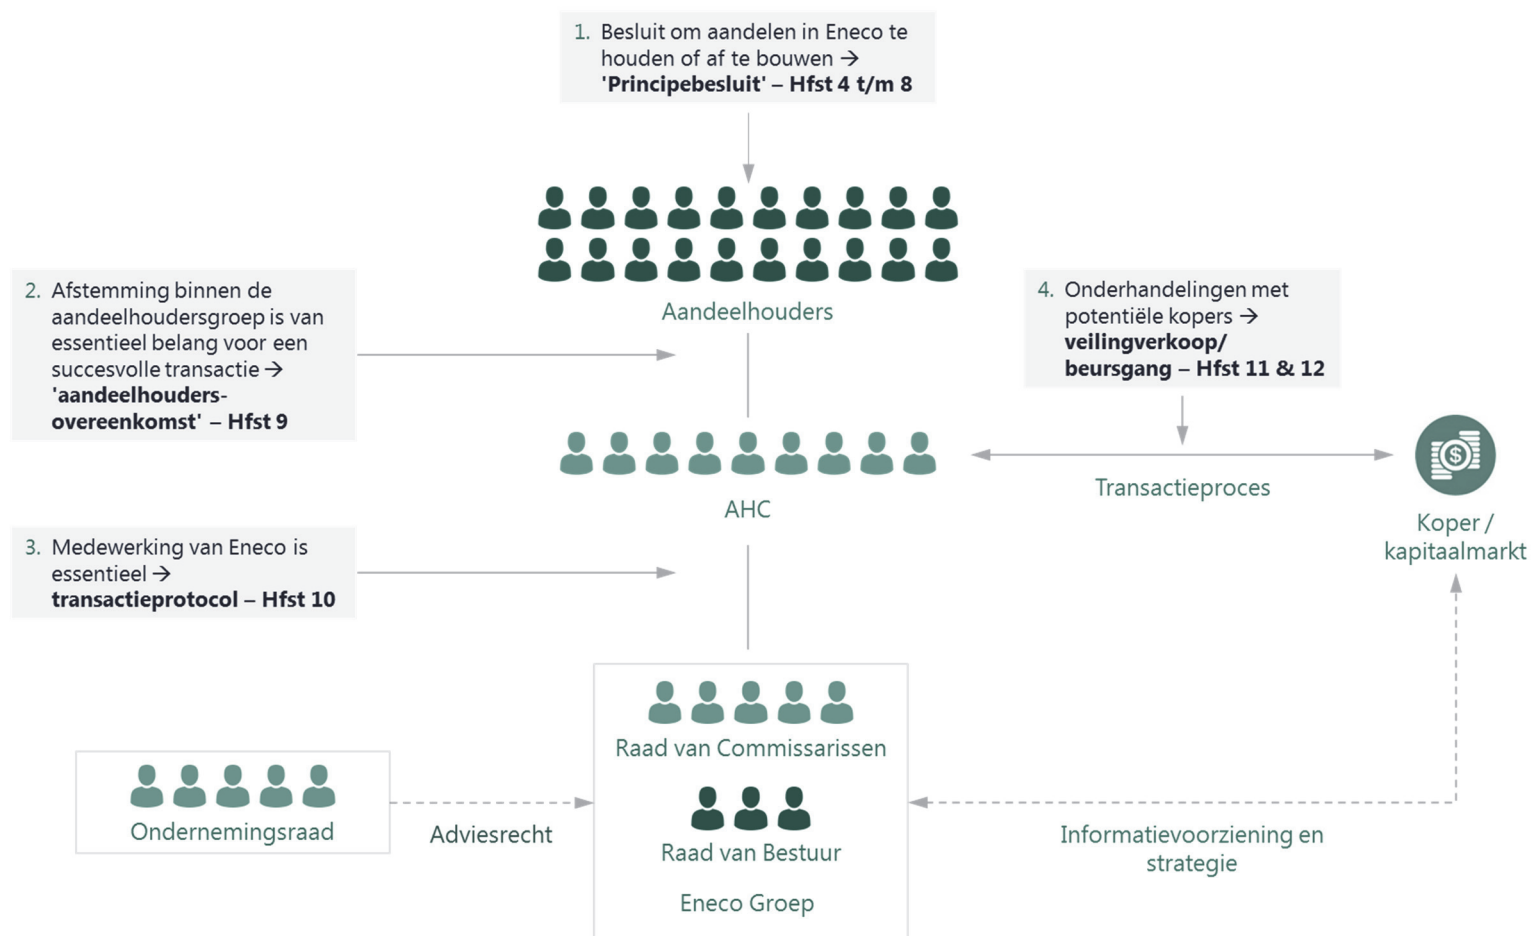 1. Besluit om aandelen in Eneco te
houden of af te bouwen →
'Principebesluit' – Hfst 4 t/m 8
Aandeelhouders
2. Afstemming binnen de
aandeelhoudersgroep is van
essentieel belang voor een
succesvolle transactie →
'aandeelhouders-
overeenkomst' – Hfst 9
4. Onderhandelingen met
potentiële kopers →
veilingverkoop/
beursgang – Hfst 11 & 12
AHC
Transactieproces
$
Koper /
kapitaalmarkt
3. Medewerking van Eneco is
essentieel →
transactieprotocol – Hfst 10
Raad van Commissarissen
Ondernemingsraad
Adviesrecht
Raad van Bestuur
Eneco Groep
Informatievoorziening en
strategie